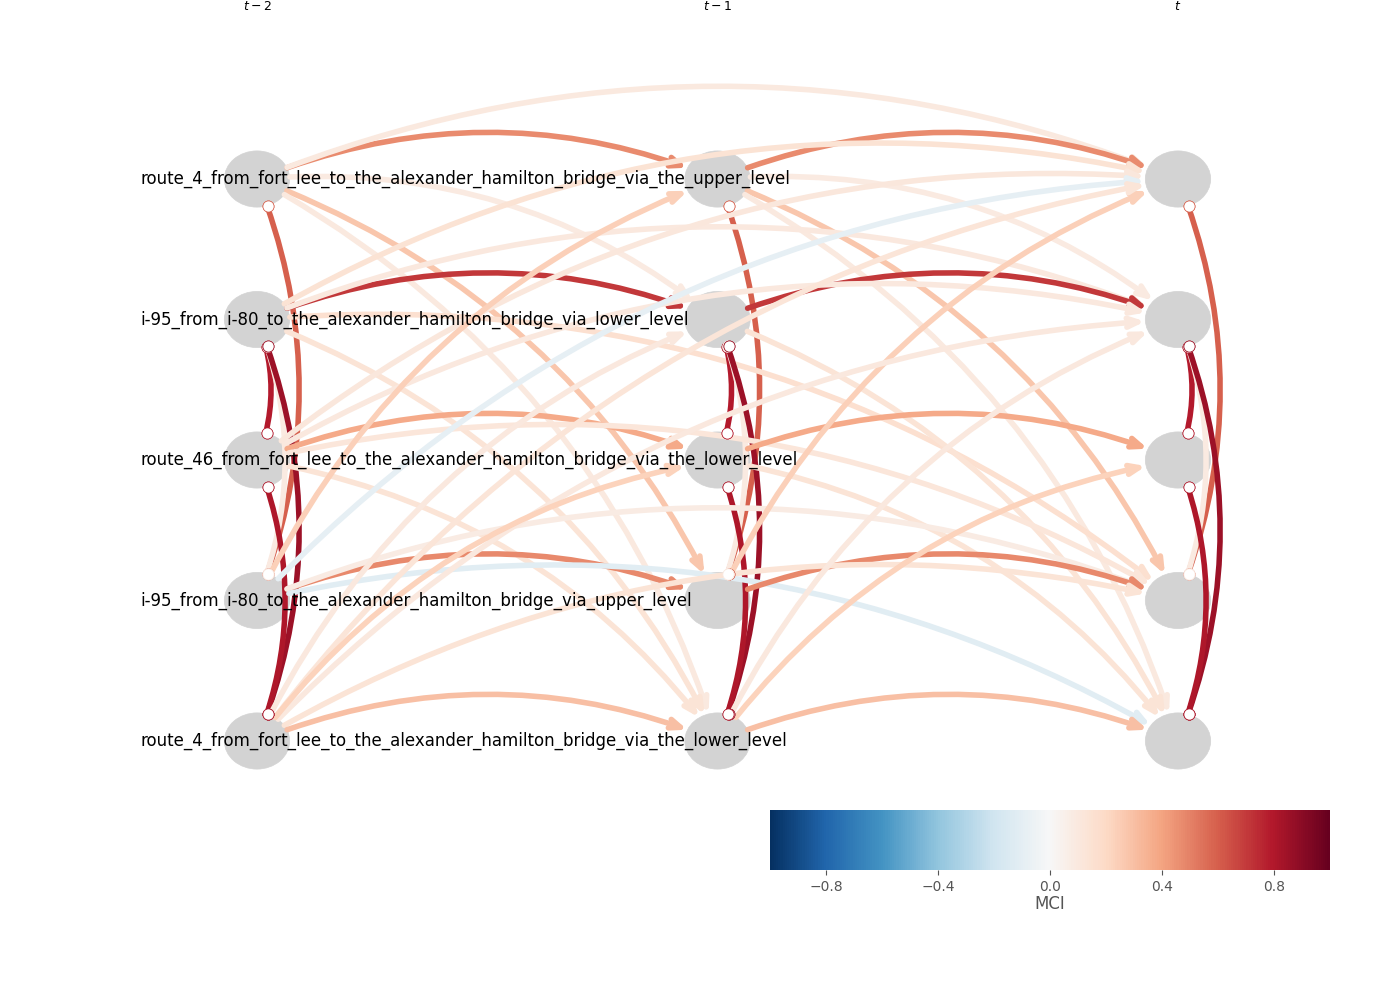 t − 2 t − 1 t
route_4_from_fort_lee_to_the_alexander_hamilton_bridge_via_the_upper_level
i-95_from_i-80_to_the_alexander_hamilton_bridge_via_lower_level
route_46_from_fort_lee_to_the_alexander_hamilton_bridge_via_the_lower_level
i-95_from_i-80_to_the_alexander_hamilton_bridge_via_upper_level
route_4_from_fort_lee_to_the_alexander_hamilton_bridge_via_the_lower_level
−0.8 −0.4 0.0 0.4 0.8
MCI